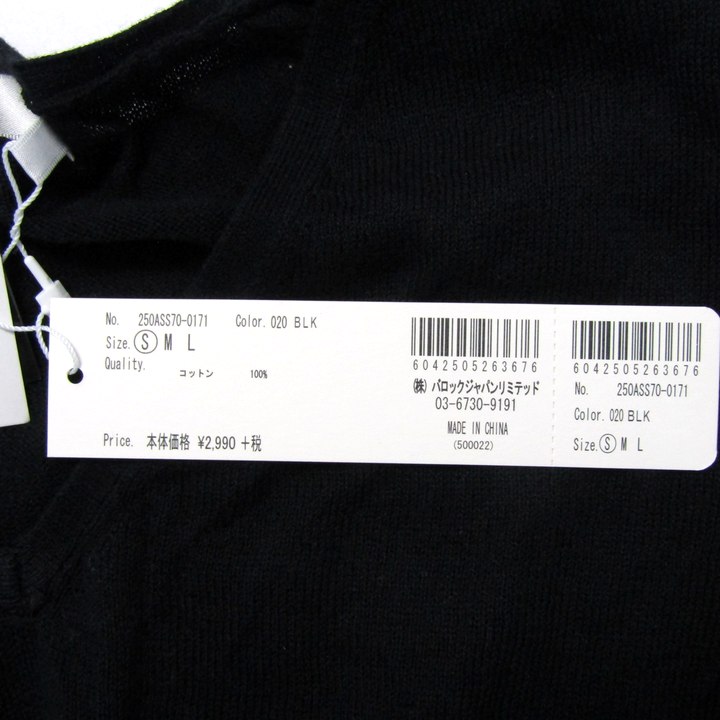 No. 250ASS70-0171 Color. 020 BLK
Size. S M L
Quality.
コットン 100%
Price. 本体価格 ¥2,990 +税
6042505263676
㈱ バロックジャパンリミテッド
03-6730-9191
MADE IN CHINA
(500022)
6042505263676
No. 250ASS70-0171
Color. 020 BLK
Size. S M L